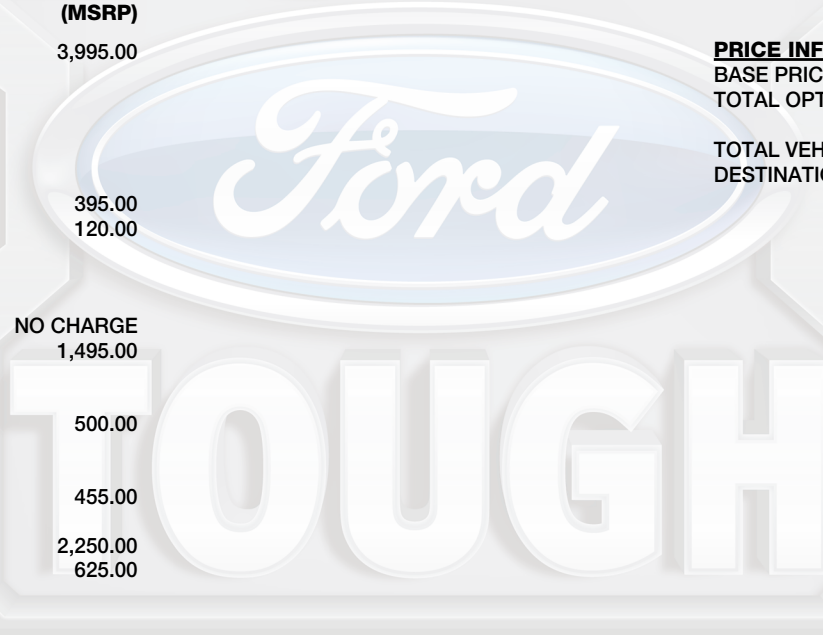 (MSRP)
3,995.00
395.00
120.00
NO CHARGE
1,495.00
500.00
455.00
2,250.00
625.00
PRICE INF
BASE PRIC
TOTAL OPT
TOTAL VEH
DESTINATIO
Ford
TOUGH